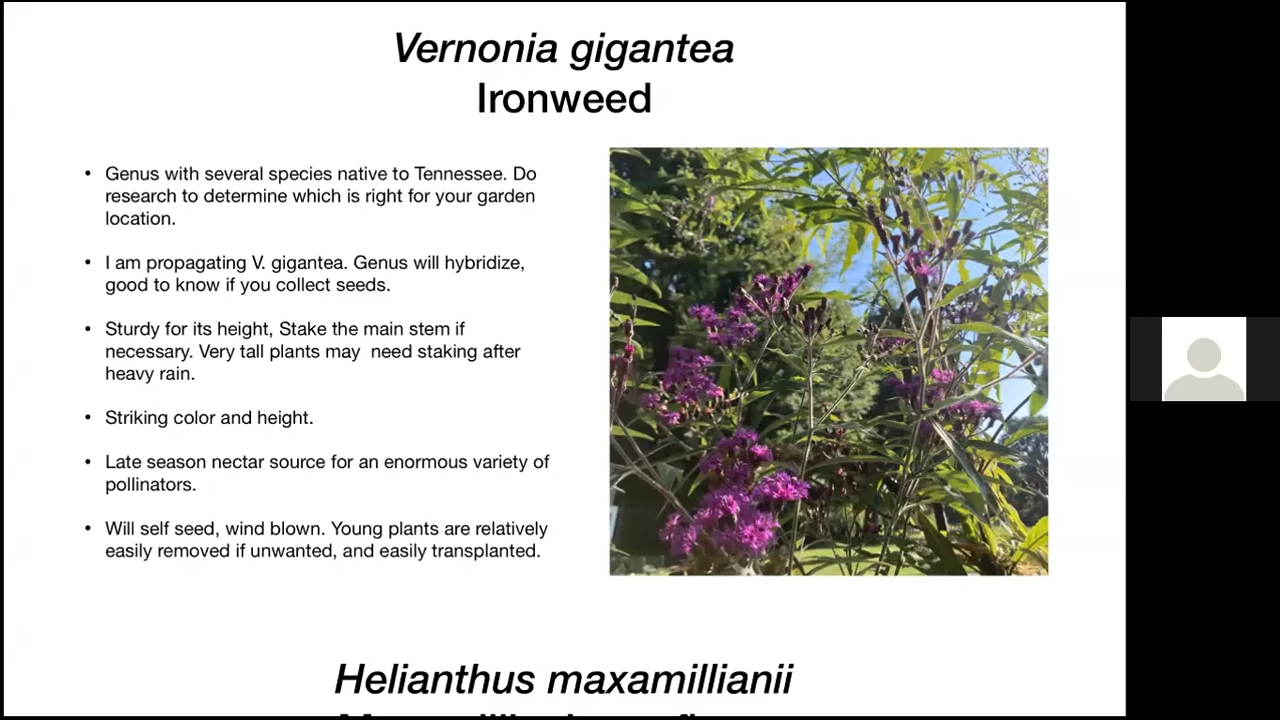 Vernonia gigantea
Ironweed
• Genus with several species native to Tennessee. Do
research to determine which is right for your garden
location.
• I am propagating V. gigantea. Genus will hybridize,
good to know if you collect seeds.
• Sturdy for its height, Stake the main stem if
necessary. Very tall plants may  need staking after
heavy rain.
• Striking color and height.
• Late season nectar source for an enormous variety of
pollinators.
• Will self seed, wind blown. Young plants are relatively
easily removed if unwanted, and easily transplanted.
Helianthus maxamillianii